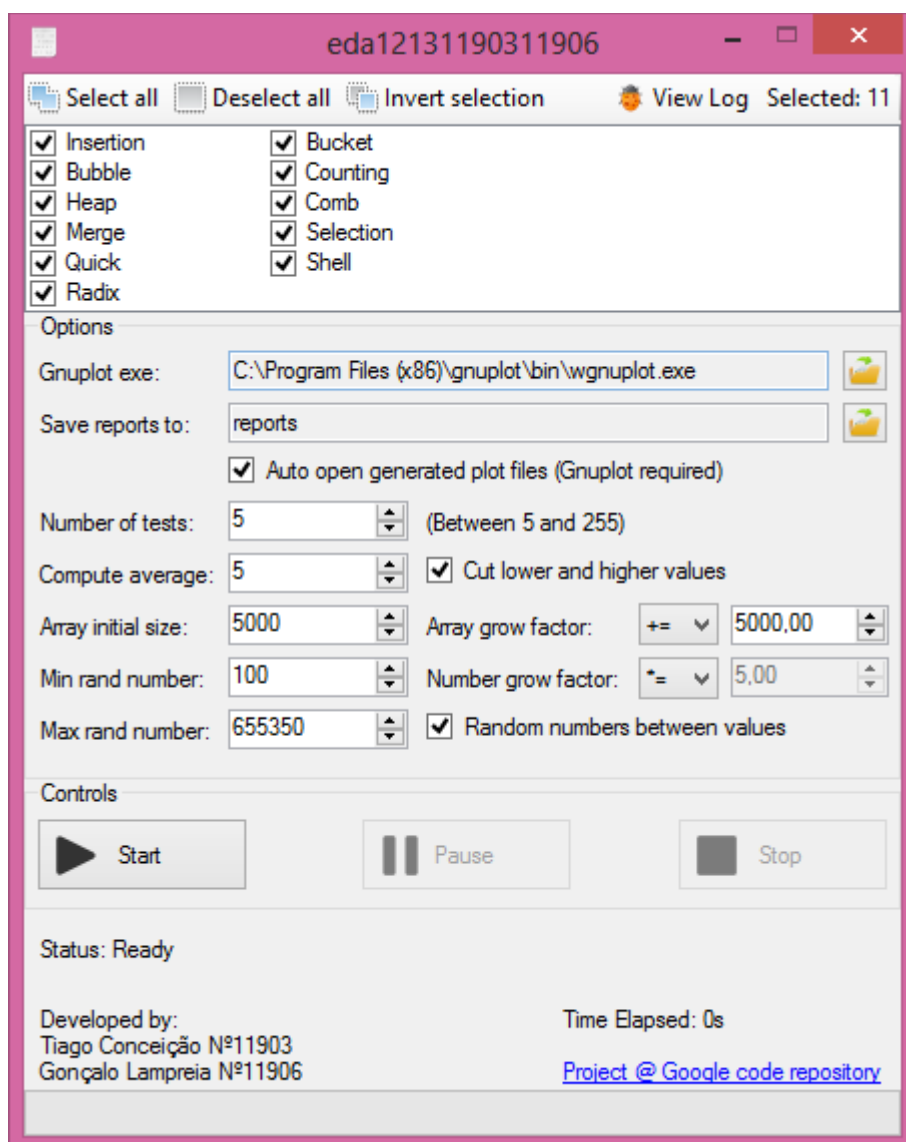 eda12131190311906
Select all Deselect all Invert selection View Log Selected: 11
Insertion Bucket
Bubble Counting
Heap Comb
Merge Selection
Quick Shell
Radix
Options
Gnuplot exe: C:\Program Files (x86)\gnuplot\bin\wgnuplot.exe
Save reports to: reports
Auto open generated plot files (Gnuplot required)
Number of tests: 5 (Between 5 and 255)
Compute average: 5 Cut lower and higher values
Array initial size: 5000 Array grow factor: += 5000,00
Min rand number: 100 Number grow factor: *= 5,00
Max rand number: 655350 Random numbers between values
Controls
Start Pause Stop
Status: Ready
Developed by: Time Elapsed: 0s
Tiago Conceição Nº11903
Gonçalo Lampreia Nº11906 Project @ Google code repository